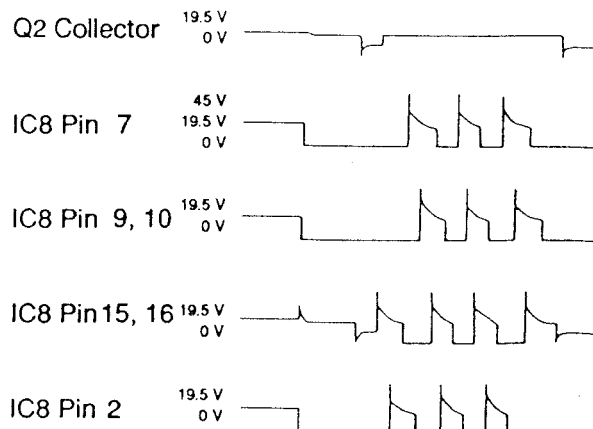 Q2 Collector 19.5 V
0 V
45 V
IC8 Pin 7 19.5 V
0 V
IC8 Pin 9, 10 19.5 V
0 V
IC8 Pin 15, 16 19.5 V
0 V
IC8 Pin 2 19.5 V
0 V